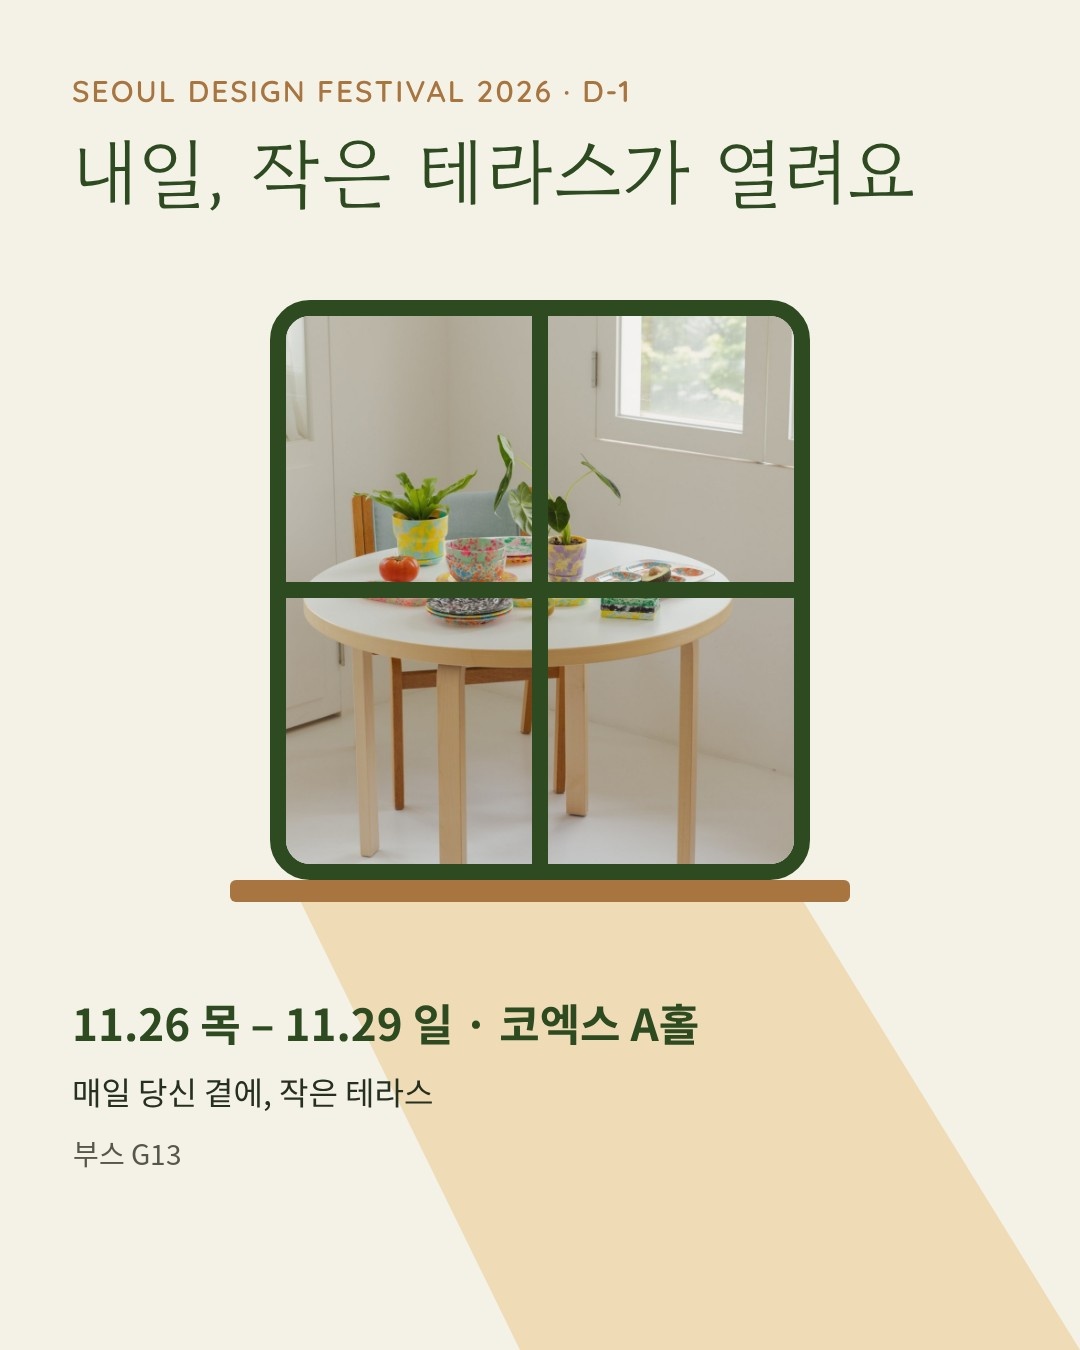 SEOUL DESIGN FESTIVAL 2026 · D-1
내일, 작은 테라스가 열려요
11.26 목 – 11.29 일 · 코엑스 A홀
매일 당신 곁에, 작은 테라스
부스 G13